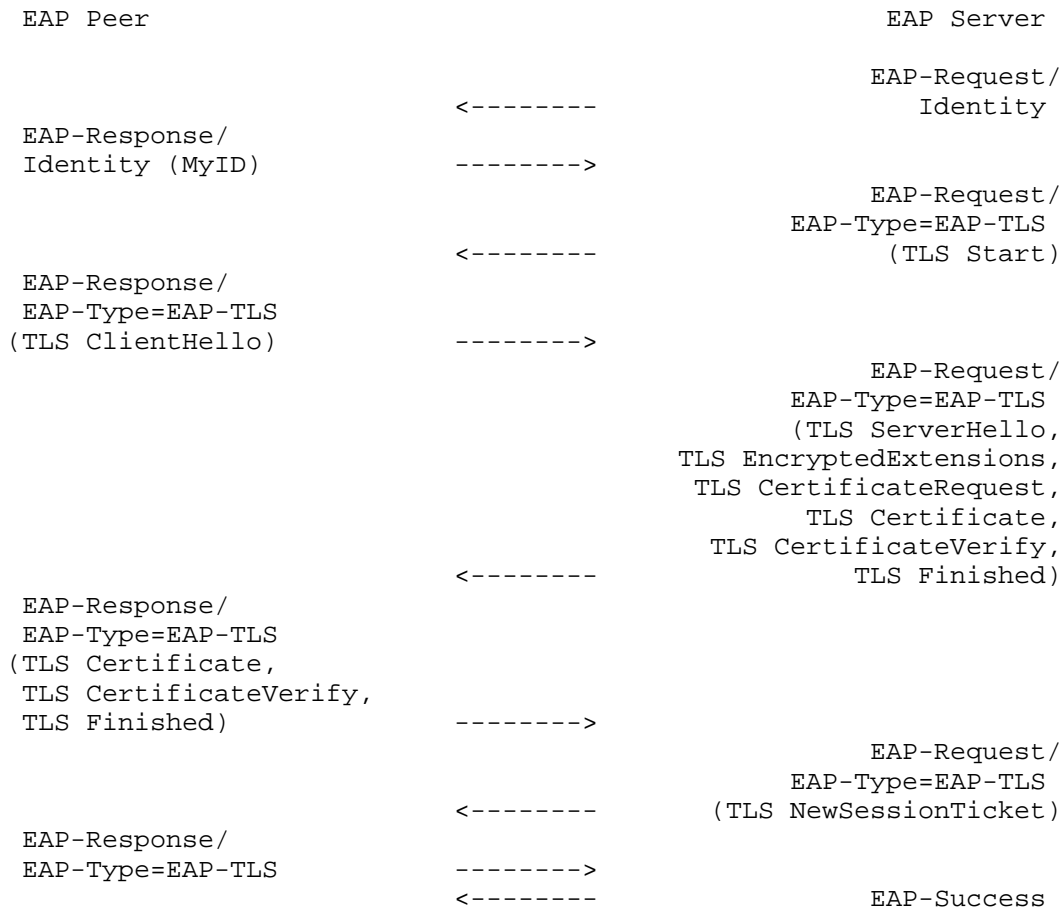 EAP Peer                                                   EAP Server

                                                         EAP-Request/
                              <--------                      Identity
EAP-Response/
Identity (MyID)               -------->
                                                         EAP-Request/
                                                    EAP-Type=EAP-TLS
                              <--------                   (TLS Start)
EAP-Response/
EAP-Type=EAP-TLS
(TLS ClientHello)             -------->
                                                         EAP-Request/
                                                    EAP-Type=EAP-TLS
                                                    (TLS ServerHello,
                                             TLS EncryptedExtensions,
                                              TLS CertificateRequest,
                                                     TLS Certificate,
                                               TLS CertificateVerify,
                              <--------                 TLS Finished)
EAP-Response/
EAP-Type=EAP-TLS
(TLS Certificate,
TLS CertificateVerify,
TLS Finished)                 -------->
                                                         EAP-Request/
                                                    EAP-Type=EAP-TLS
                              <--------        (TLS NewSessionTicket)
EAP-Response/
EAP-Type=EAP-TLS              -------->
                              <--------                   EAP-Success